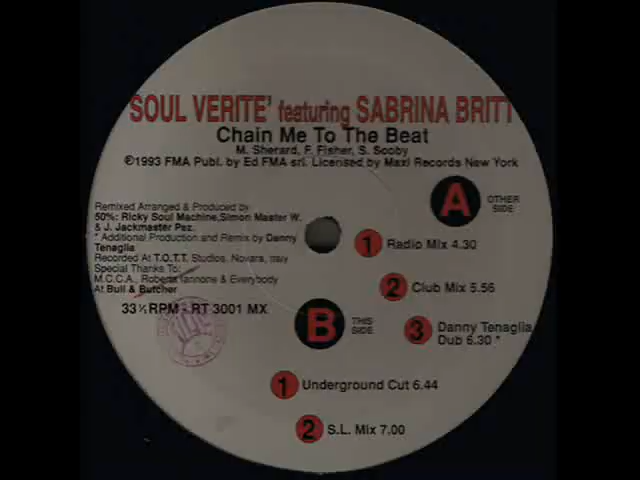 SOUL VERITE' featuring SABRINA BRITT
Chain Me To The Beat
M. Sherard, F. Fisher, S. Scoby
℗1993 FMA Publ. by Ed FMA srl. Licensed by Maxi Records New York
A OTHER SIDE
1 Radio Mix 4.30
2 Club Mix 5.56
3 Danny Tenaglia
Dub 6.30 *
Remixed Arranged & Produced by
50%: Ricky Soul Machine, Simon Master W.
& J. Jackmaster Pez.
* Additional Production and Remix by Danny
Tenaglia
Recorded At T.O.T.T. Studios, Novara, Italy
Special Thanks To:
M.C.C.A., Roberta Iannone & Everybody
At Bull & Butcher
33⅓ RPM - RT 3001 MX
B THIS SIDE
1 Underground Cut 6.44
2 S.L. Mix 7.00